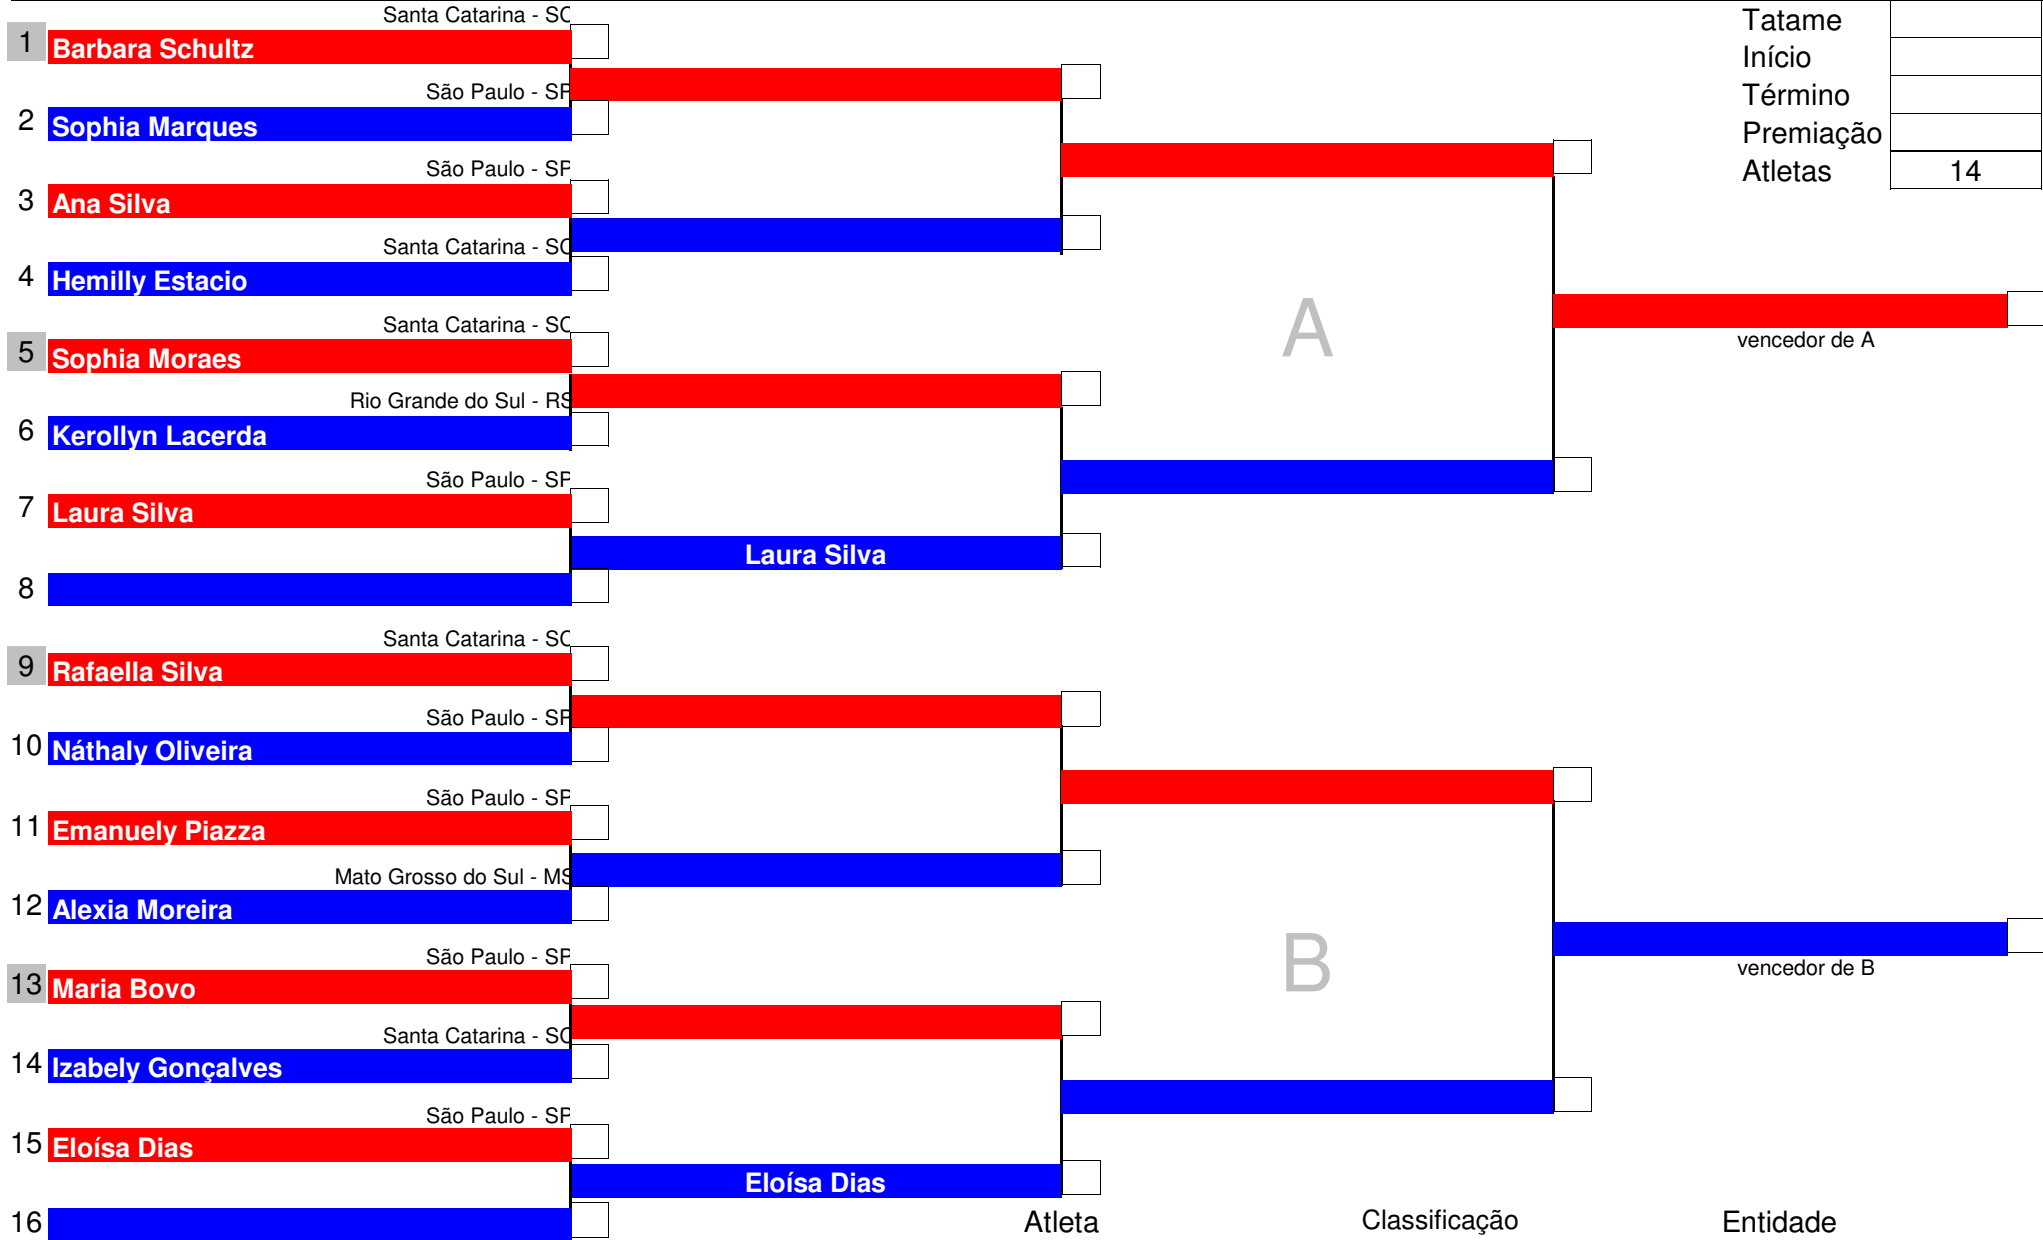 Santa Catarina - SC
1 Barbara Schultz
São Paulo - SP
2 Sophia Marques
São Paulo - SP
3 Ana Silva
Santa Catarina - SC
4 Hemilly Estacio
Santa Catarina - SC
5 Sophia Moraes
Rio Grande do Sul - RS
6 Kerollyn Lacerda
São Paulo - SP
7 Laura Silva
Laura Silva
8
Santa Catarina - SC
9 Rafaella Silva
São Paulo - SP
10 Náthaly Oliveira
São Paulo - SP
11 Emanuely Piazza
Mato Grosso do Sul - MS
12 Alexia Moreira
São Paulo - SP
13 Maria Bovo
Santa Catarina - SC
14 Izabely Gonçalves
São Paulo - SP
15 Eloísa Dias
Eloísa Dias
16
A
B
vencedor de A
vencedor de B
Tatame
Início
Término
Premiação
Atletas 14
Atleta Classificação Entidade